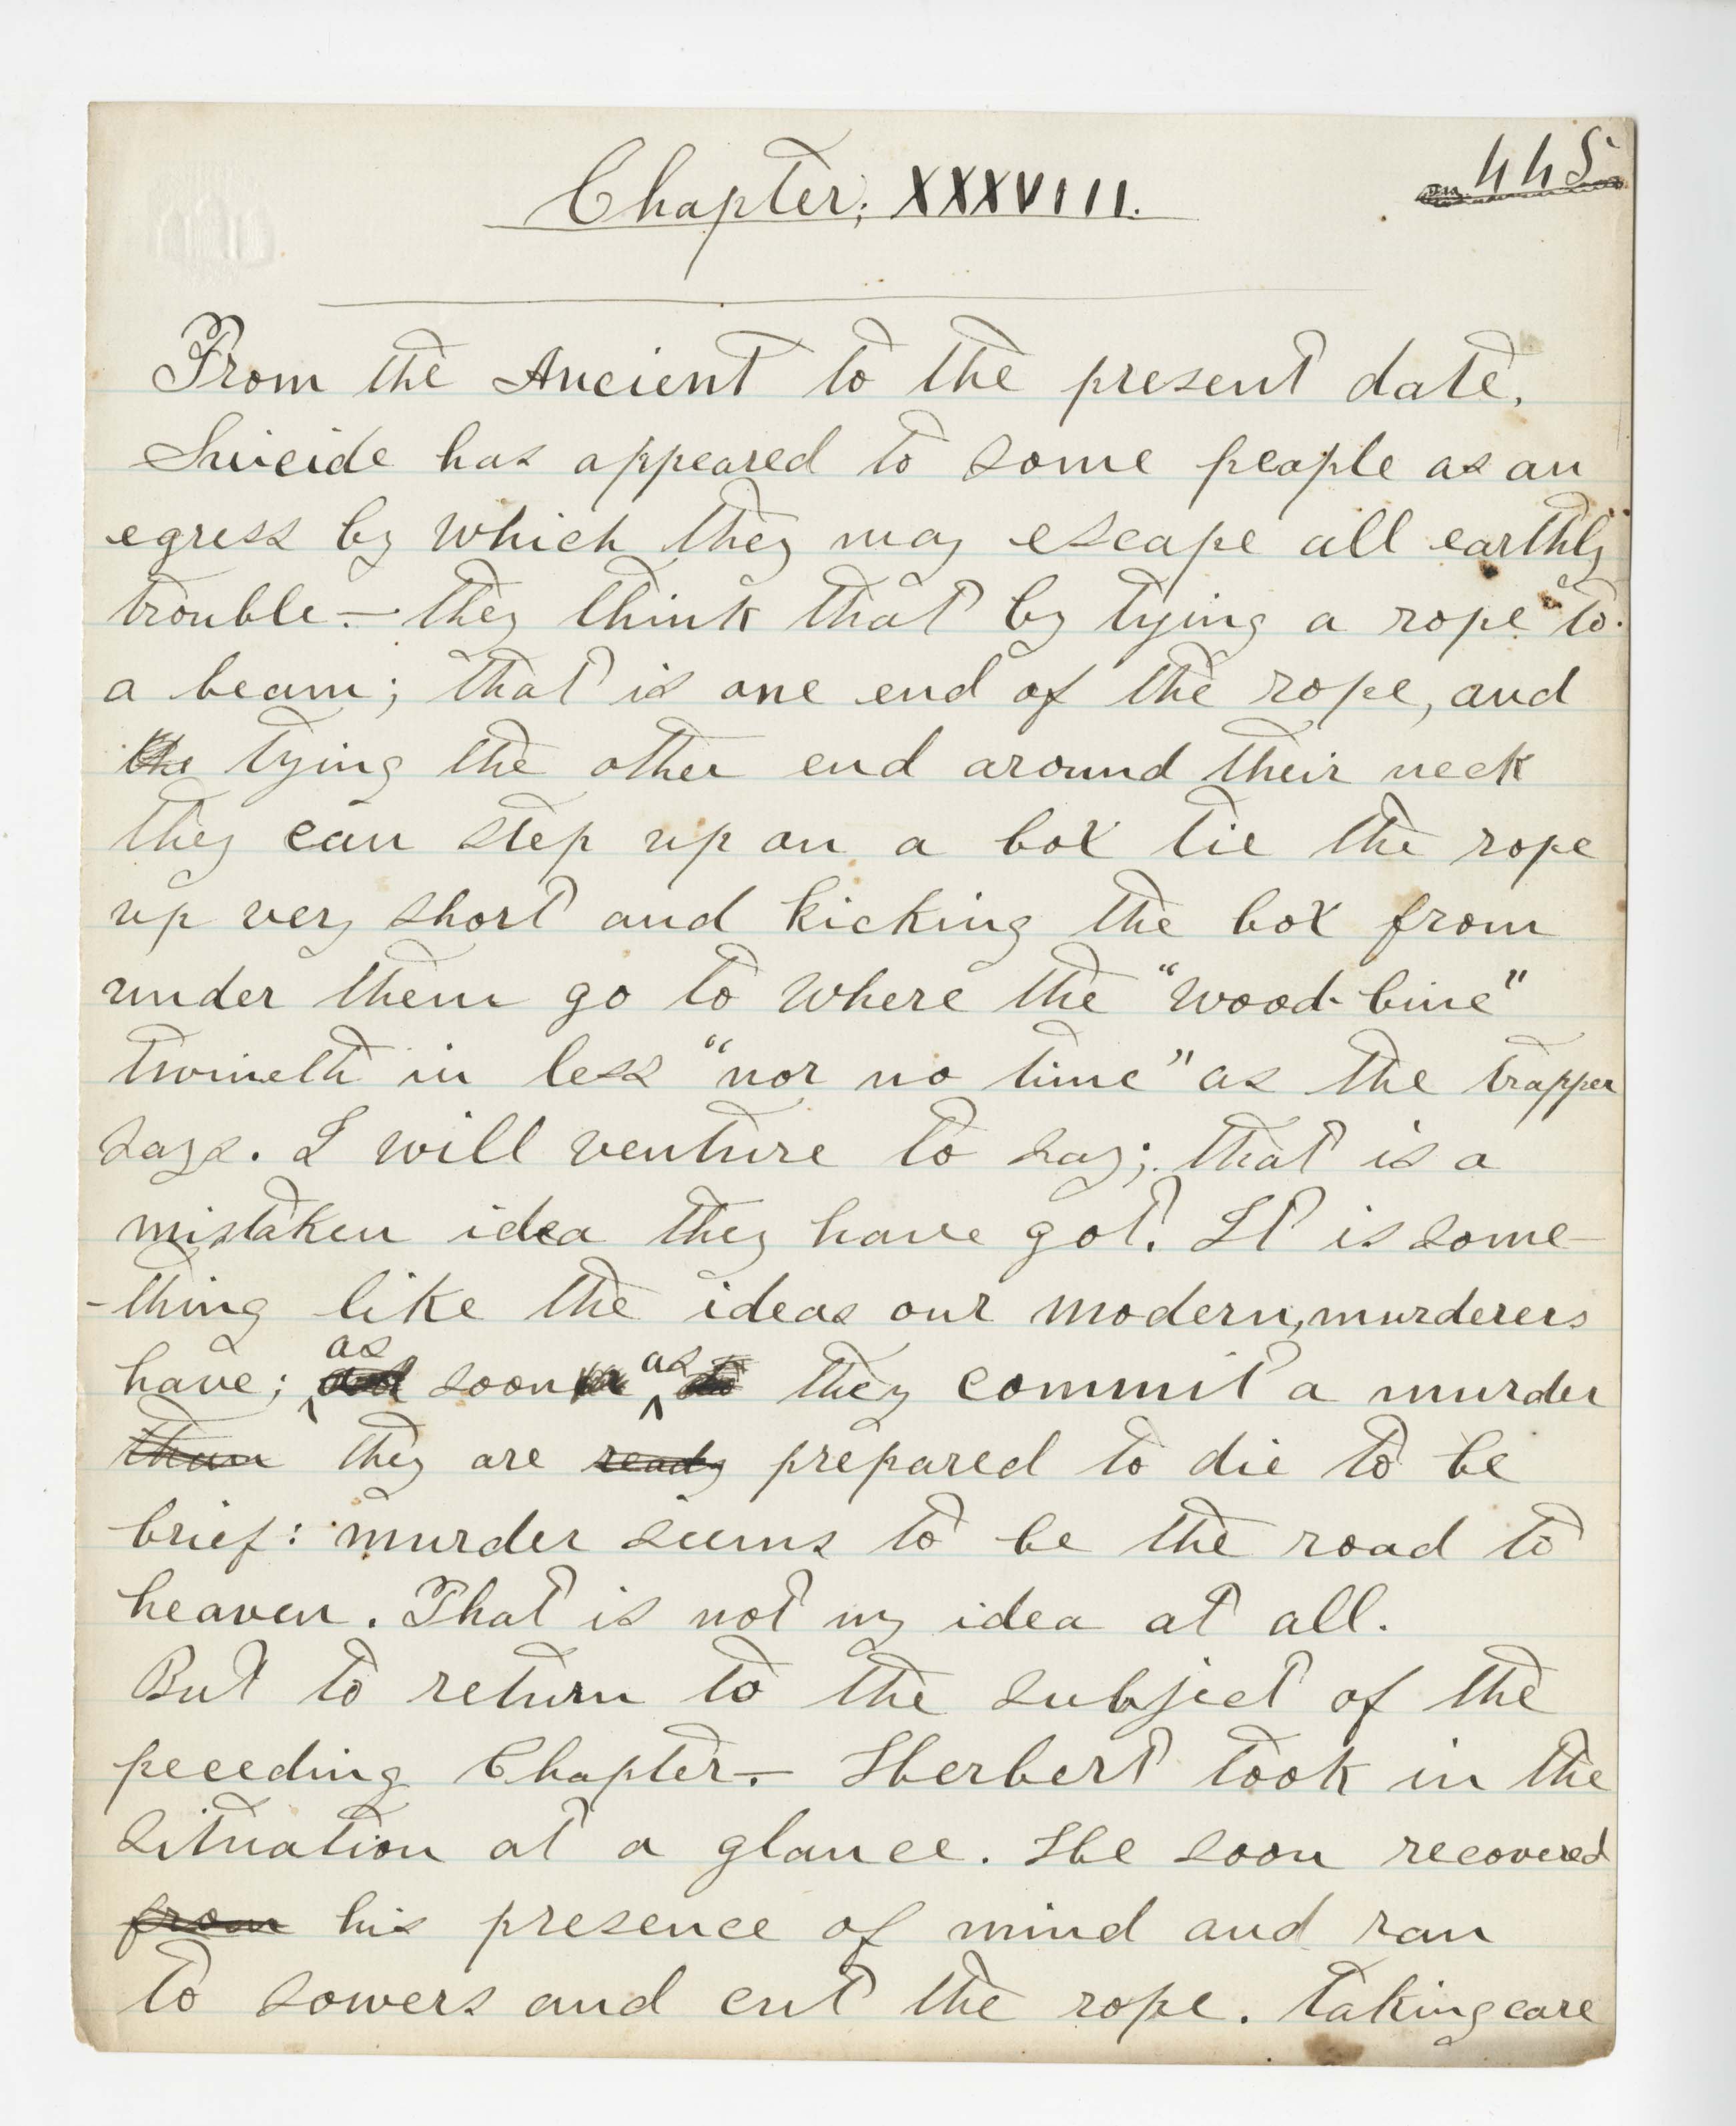 445
Chapter; XXXVIII.
From the Ancient to the present date,
Suicide has appeared to some people as an
egress by which they may escape all earthly
trouble.— they think that by tying a rope to
a beam; that is one end of the rope, and
the tying the other end around their neck
they can step up on a box tie the rope
up very short and kicking the box from
under them go to where the "wood-bine"
twineth in less "nor no time" as the trapper
says. I will venture to say; that is a
mistaken idea they have got. It is some-
-thing like the ideas our modern, murderers
have; as soon as they commit a murder
than they are ready prepared to die to be
brief: murder seems to be the road to
heaven. That is not my idea at all.
But to return to the subject of the
peceding Chapter.— Herbert took in the
situation at a glance. He soon recovered
from his presence of mind and ran
to sowers and cut the rope. taking care